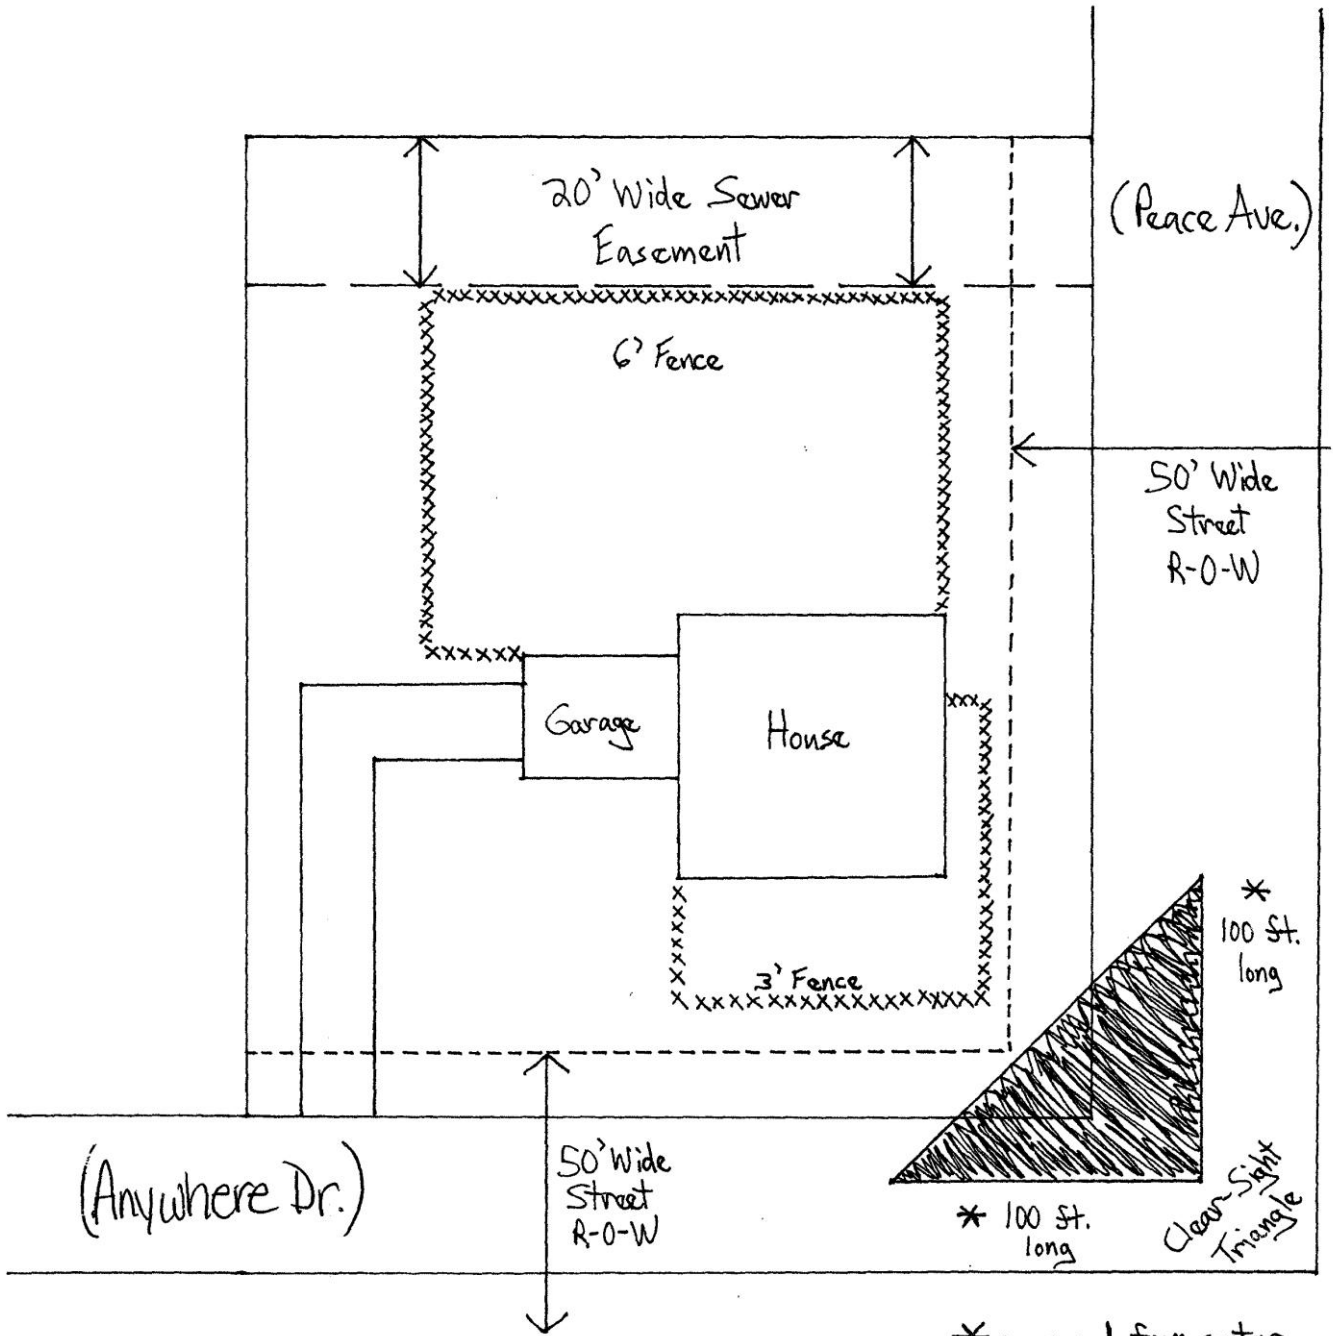 20' Wide Sewer
Easement
(Peace Ave.)
6' Fence
50' Wide
Street
R-O-W
Garage
House
*
100 ft.
long
3' Fence
(Anywhere Dr.)
50' Wide
Street
R-O-W
* 100 ft.
long
Clear-Sight
Triangle